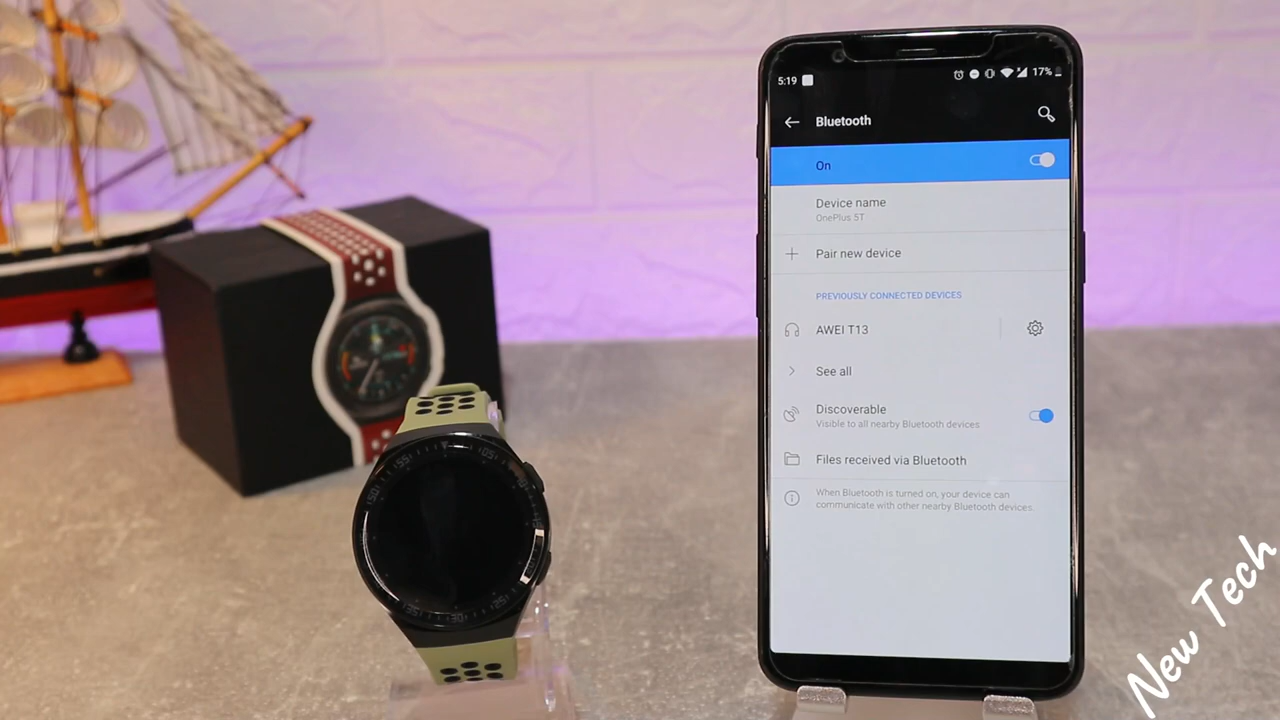 5:19
17%
Bluetooth
On
Device name
OnePlus 5T
Pair new device
PREVIOUSLY CONNECTED DEVICES
AWEI T13
See all
Discoverable
Visible to all nearby Bluetooth devices
Files received via Bluetooth
When Bluetooth is turned on, your device can
communicate with other nearby Bluetooth devices.
New Tech